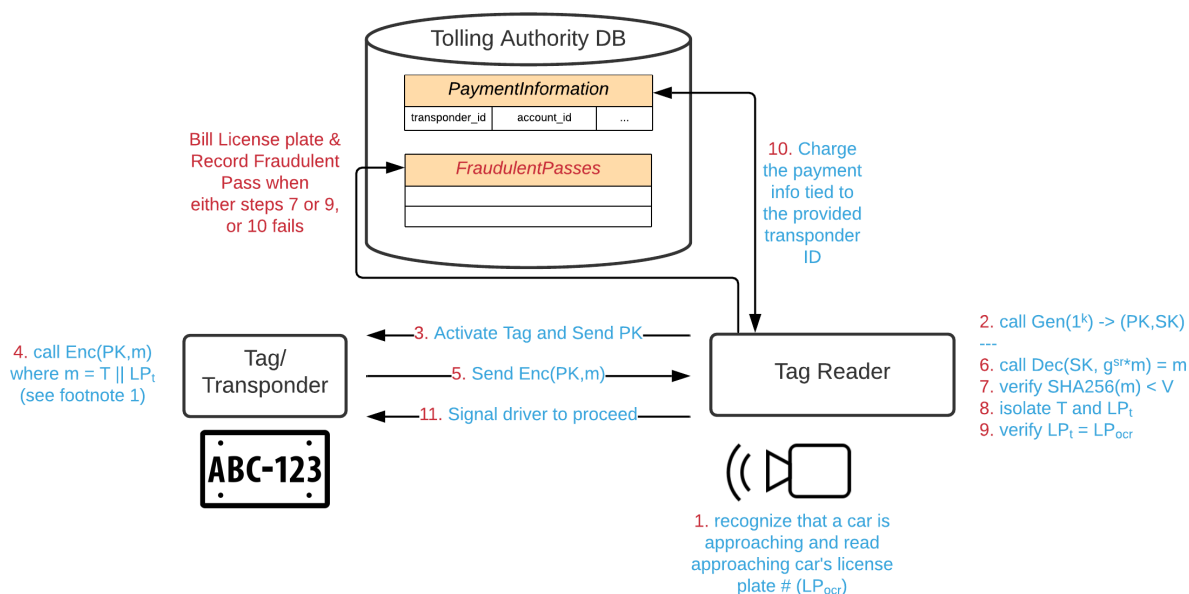 Tolling Authority DB
PaymentInformation
transponder_id account_id ...
FraudulentPasses
Bill License plate &
Record Fraudulent
Pass when
either steps 7 or 9,
or 10 fails
10. Charge
the payment
info tied to
the provided
transponder
ID
4. call Enc(PK,m)
where m = T || LPt
(see footnote 1)
Tag/
Transponder
ABC-123
3. Activate Tag and Send PK
5. Send Enc(PK,m)
11. Signal driver to proceed
Tag Reader
2. call Gen(1ᵏ) -> (PK,SK)
---
6. call Dec(SK, gˢʳ*m) = m
7. verify SHA256(m) < V
8. isolate T and LPt
9. verify LPt = LPocr
1. recognize that a car is
approaching and read
approaching car's license
plate # (LPocr)